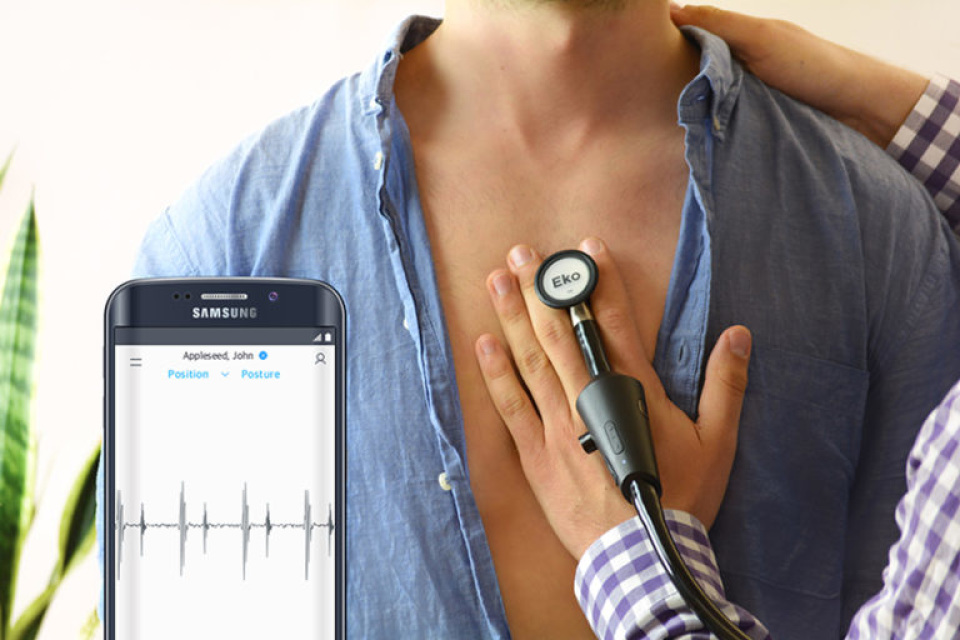 Eko
SAMSUNG
Appleseed, John
Position
Posture